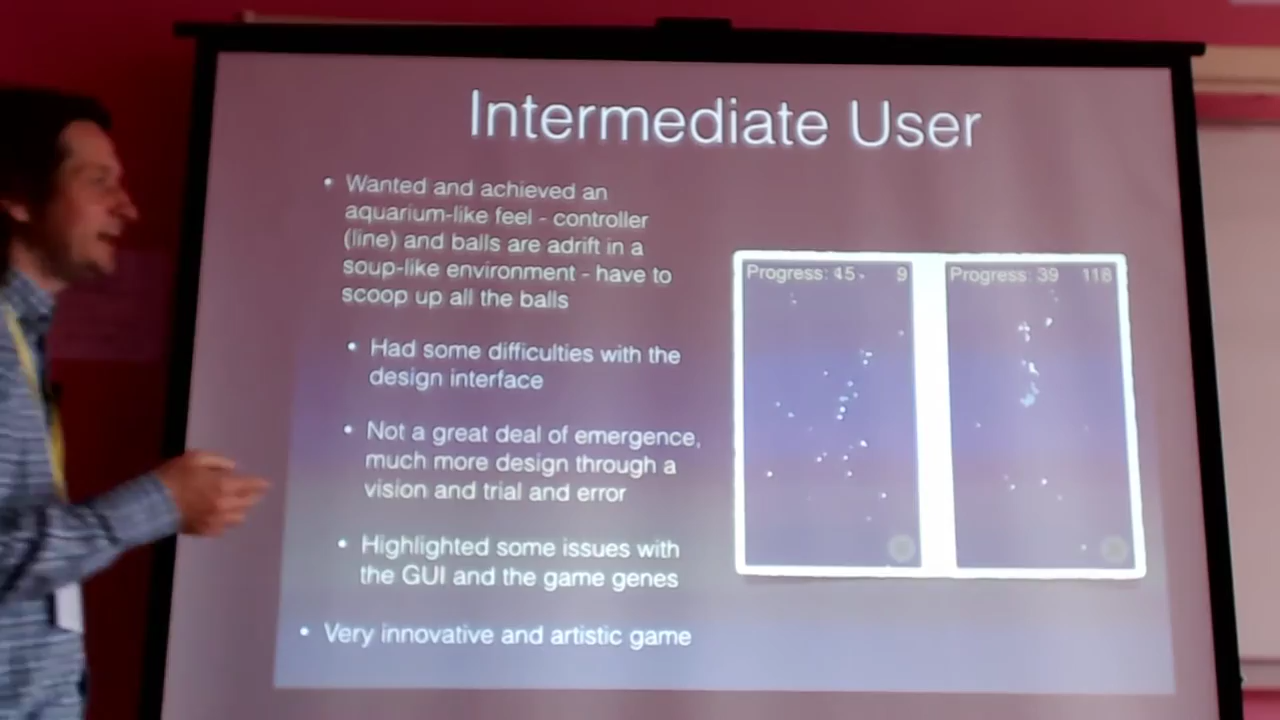 Intermediate User
• Wanted and achieved an
aquarium-like feel - controller
(line) and balls are adrift in a
soup-like environment - have to
scoop up all the balls
• Had some difficulties with the
design interface
• Not a great deal of emergence,
much more design through a
vision and trial and error
• Highlighted some issues with
the GUI and the game genes
• Very innovative and artistic game
Progress: 45 9
Progress: 39 118